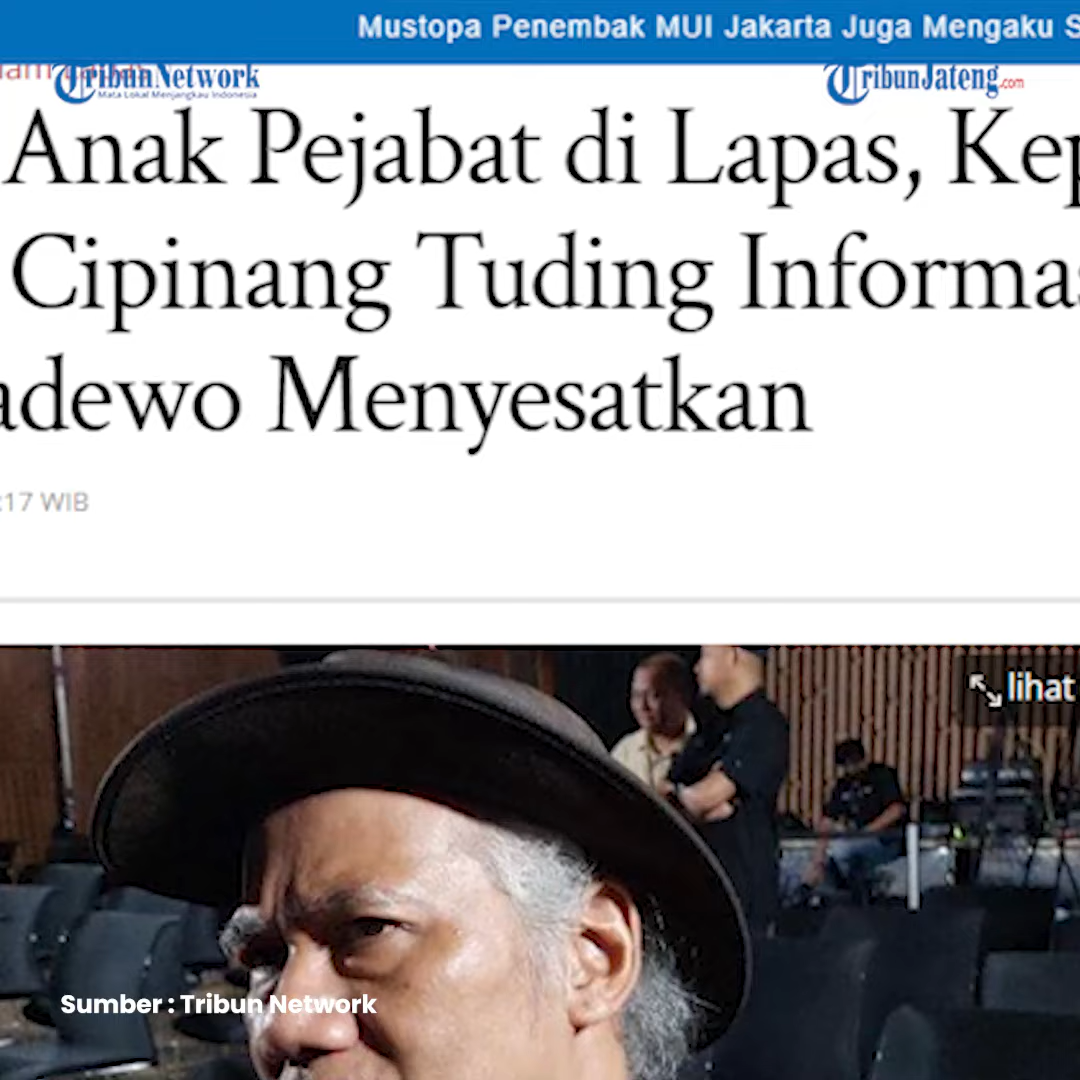 Mustopa Penembak MUI Jakarta Juga Mengaku S
TribunNetwork
Mata Lokal Menjangkau Indonesia
TribunJateng.com
Anak Pejabat di Lapas, Kep
Cipinang Tuding Informas
adewo Menyesatkan
:17 WIB
lihat
Sumber : Tribun Network